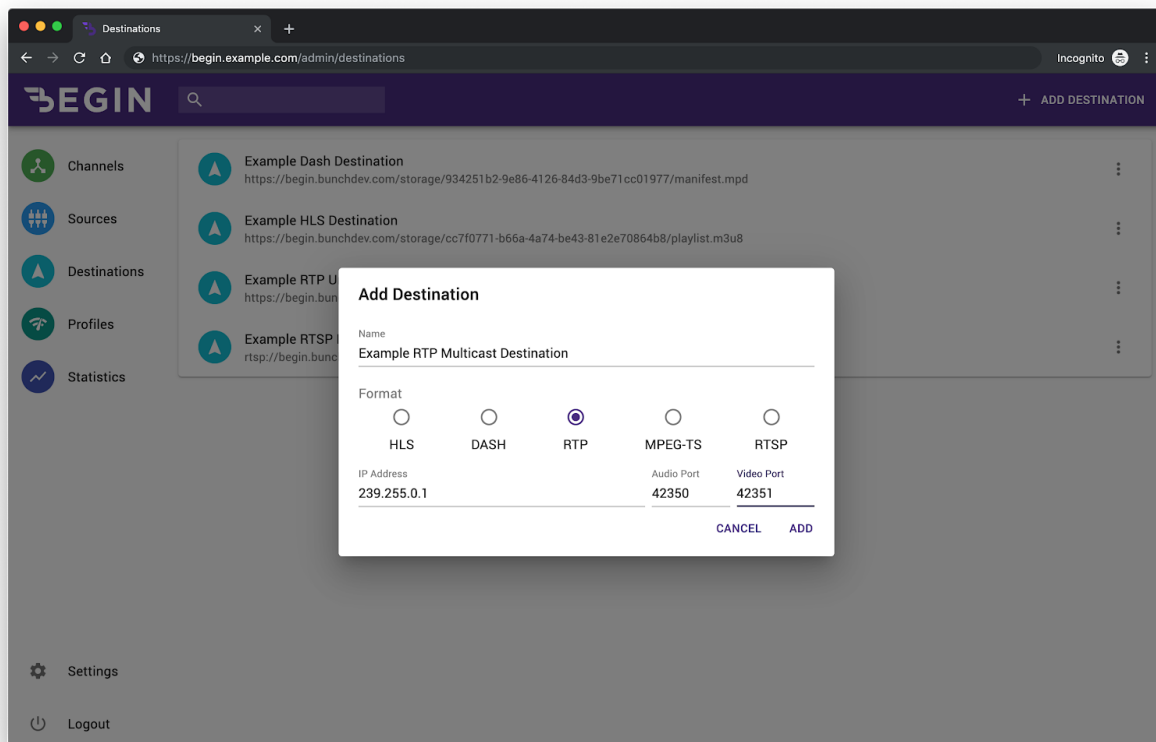 Destinations
https://begin.example.com/admin/destinations
Incognito
BEGIN
ADD DESTINATION
Channels
Sources
Destinations
Profiles
Statistics
Settings
Logout
Example Dash Destination
https://begin.bunchdev.com/storage/934251b2-9e86-4126-84d3-9be71cc01977/manifest.mpd
Example HLS Destination
https://begin.bunchdev.com/storage/cc7f0771-b66a-4a74-be43-81e2e70864b8/playlist.m3u8
Example RTP U
https://begin.bun
Example RTSP
rtsp://begin.bunc
Add Destination
Name
Example RTP Multicast Destination
Format
HLS DASH RTP MPEG-TS RTSP
IP Address Audio Port Video Port
239.255.0.1 42350 42351
CANCEL ADD